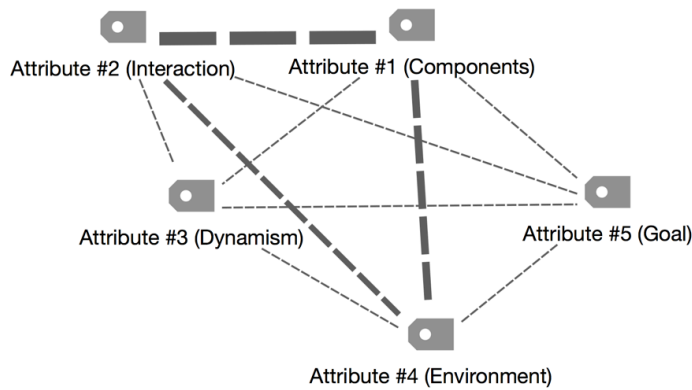 Attribute #2 (Interaction)
Attribute #1 (Components)
Attribute #3 (Dynamism)
Attribute #5 (Goal)
Attribute #4 (Environment)